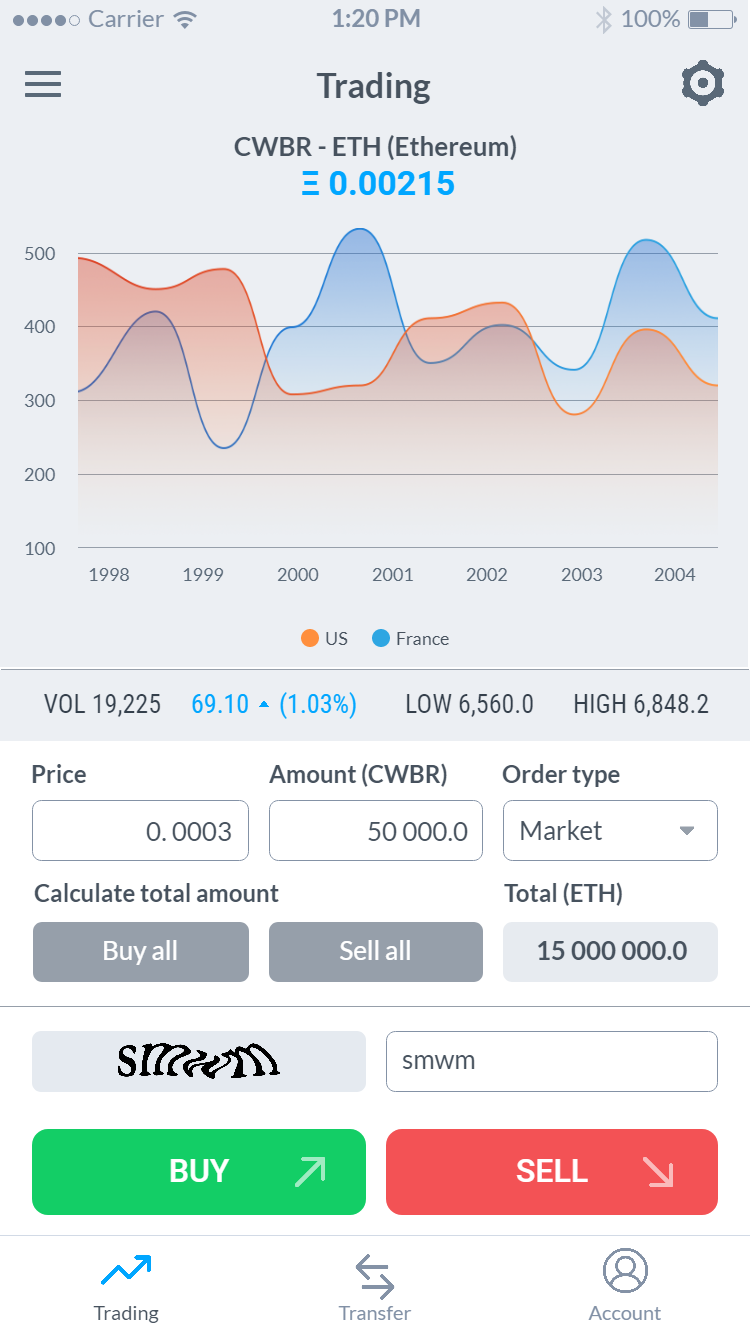 Carrier 1:20 PM 100%
Trading
CWBR - ETH (Ethereum)
Ξ 0.00215
500
400
300
200
100
1998 1999 2000 2001 2002 2003 2004
US France
VOL 19,225 69.10 (1.03%) LOW 6,560.0 HIGH 6,848.2
Price Amount (CWBR) Order type
0. 0003 50 000.0 Market
Calculate total amount Total (ETH)
Buy all Sell all 15 000 000.0
smwm smwm
BUY SELL
Trading Transfer Account